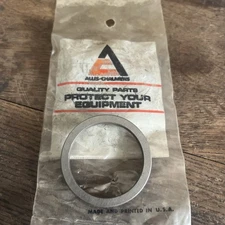 ALLIS-CHALMERS
QUALITY PARTS
PROTECT YOUR
EQUIPMENT
MADE AND PRINTED IN U.S.A.